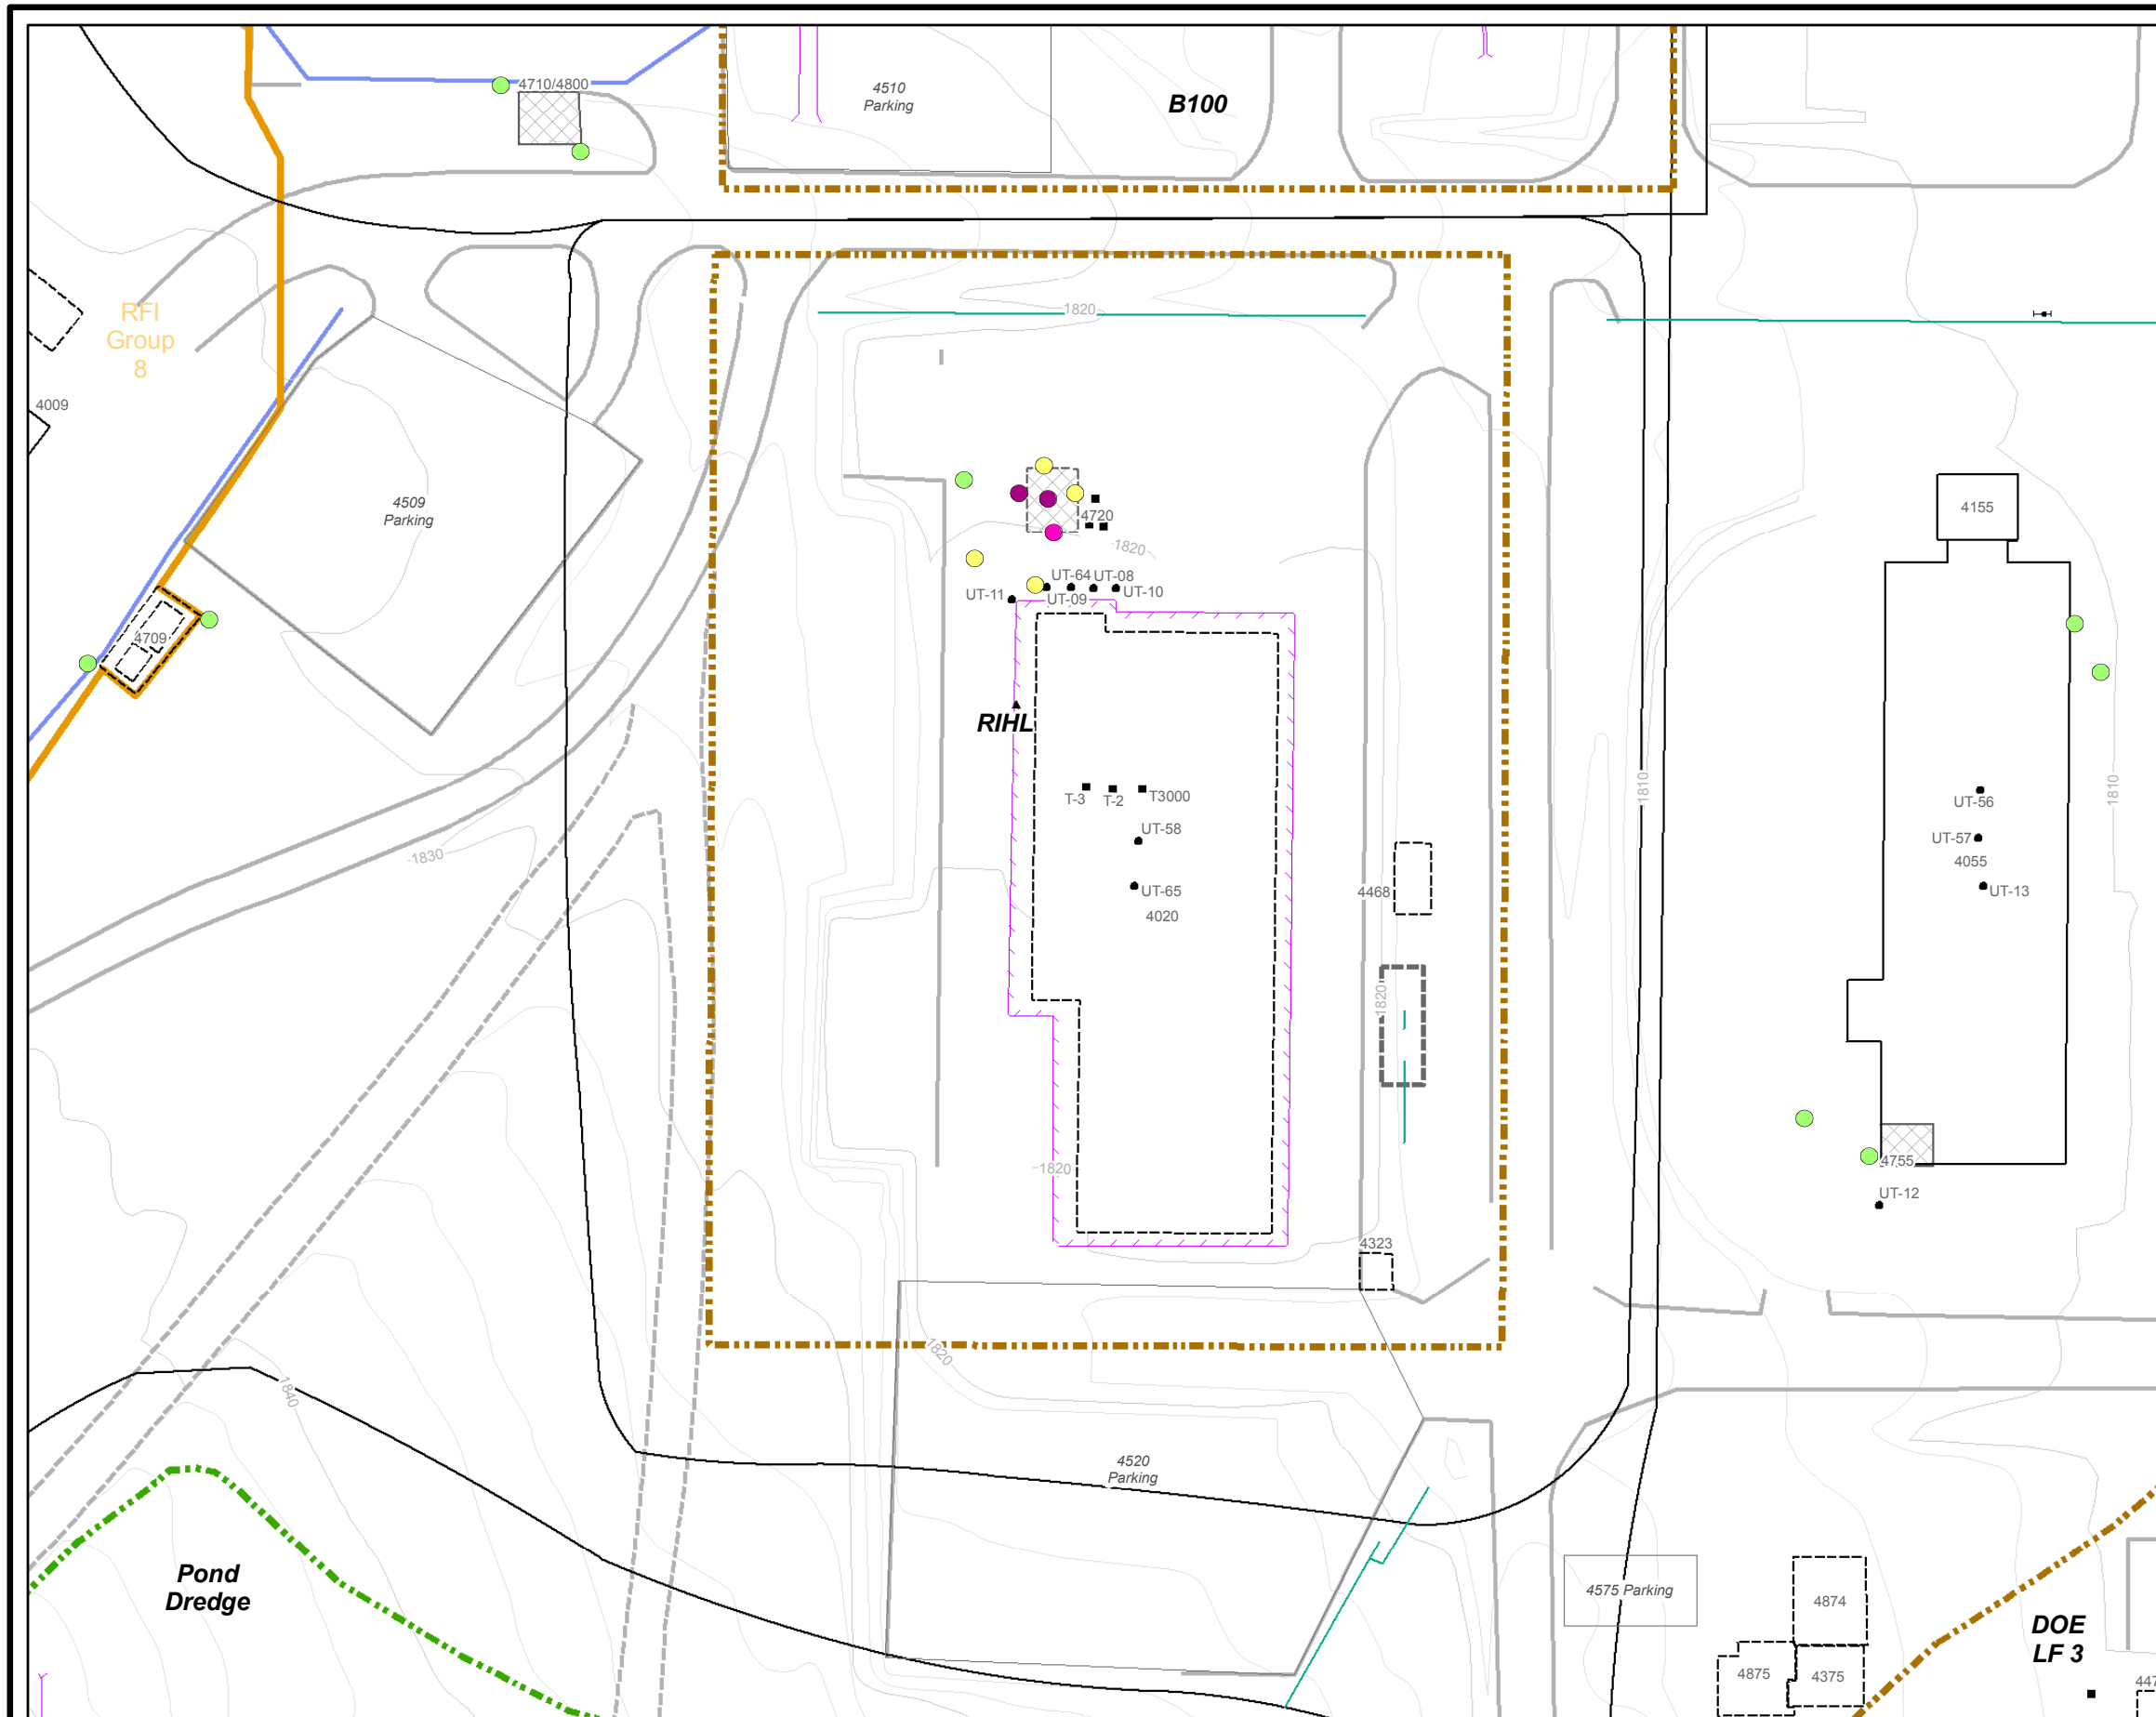 4710/4800
4510
Parking
B100
RFI
Group
8
1820
4009
4509
Parking
4720
1820
4155
UT-64
UT-08
UT-11
UT-09
UT-10
4709
RIHL
T-3
T-2
T3000
UT-58
UT-65
4020
1810
1810
UT-56
UT-57
4055
UT-13
1830
4468
1820
1820
4755
UT-12
4323
1820
1840
4520
Parking
Pond
Dredge
4575 Parking
4874
4875
4375
DOE
LF 3
447